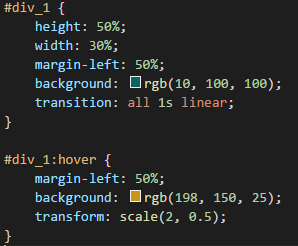 #div_1 {
height: 50%;
width: 30%;
margin-left: 50%;
background: rgb(10, 100, 100);
transition: all 1s linear;
}
#div_1:hover {
margin-left: 50%;
background: rgb(198, 150, 25);
transform: scale(2, 0.5);
}